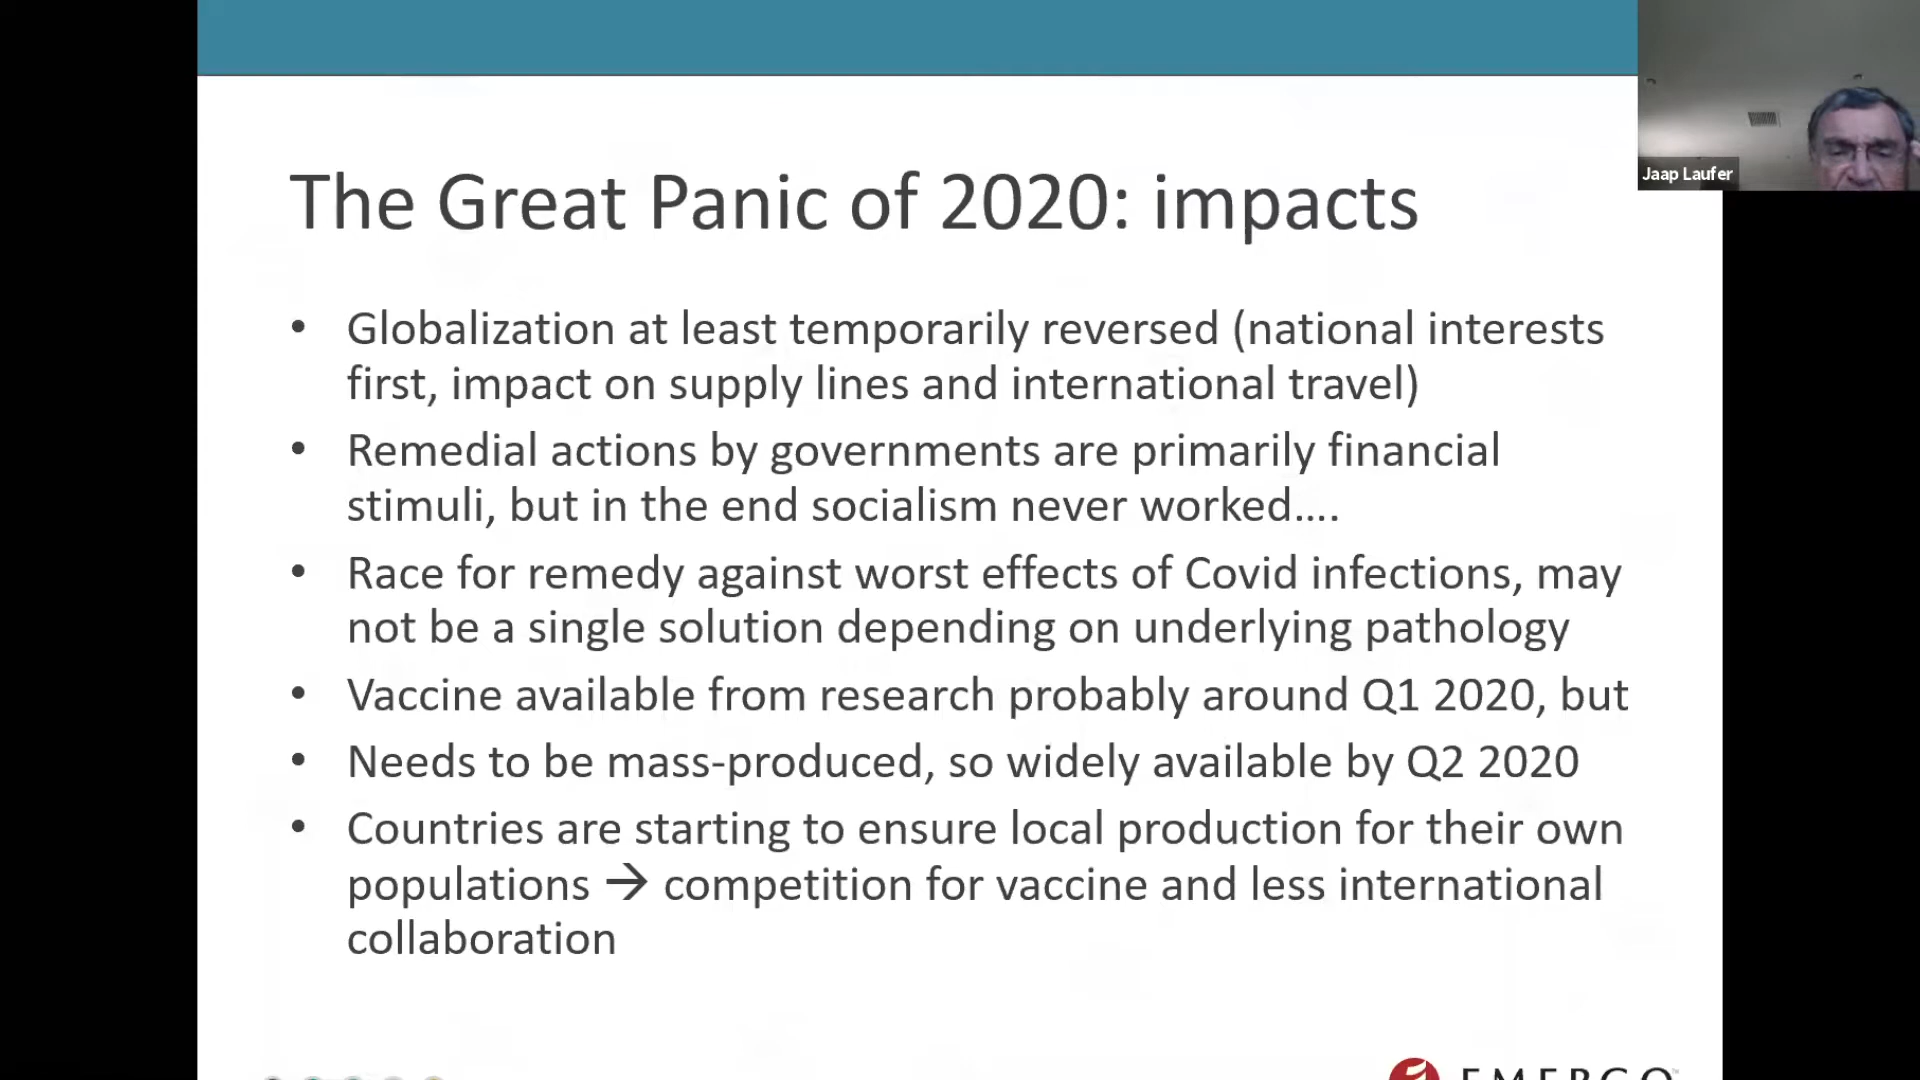 Jaap Laufer
The Great Panic of 2020: impacts
• Globalization at least temporarily reversed (national interests
first, impact on supply lines and international travel)
• Remedial actions by governments are primarily financial
stimuli, but in the end socialism never worked....
• Race for remedy against worst effects of Covid infections, may
not be a single solution depending on underlying pathology
• Vaccine available from research probably around Q1 2020, but
• Needs to be mass-produced, so widely available by Q2 2020
• Countries are starting to ensure local production for their own
populations → competition for vaccine and less international
collaboration
EMERGO